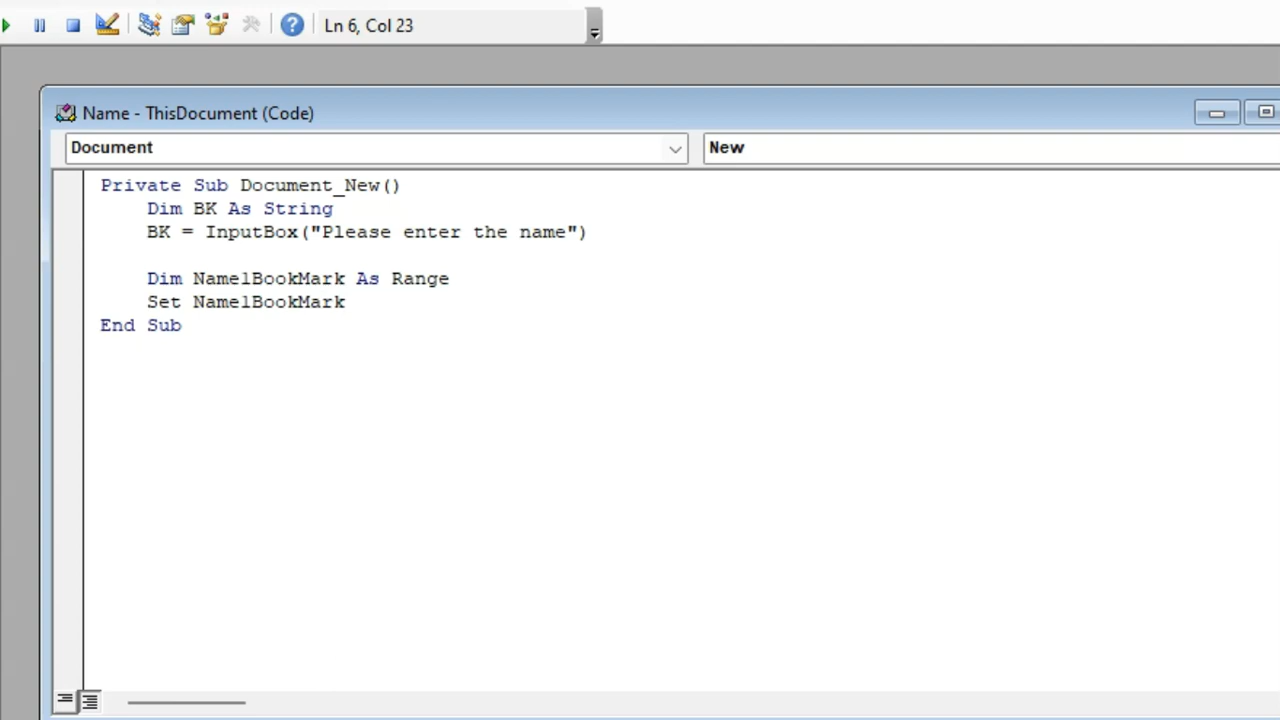 Ln 6, Col 23
Name - ThisDocument (Code)
Document
New
Private Sub Document_New()
Dim BK As String
BK = InputBox("Please enter the name")
Dim Name1BookMark As Range
Set Name1BookMark
End Sub